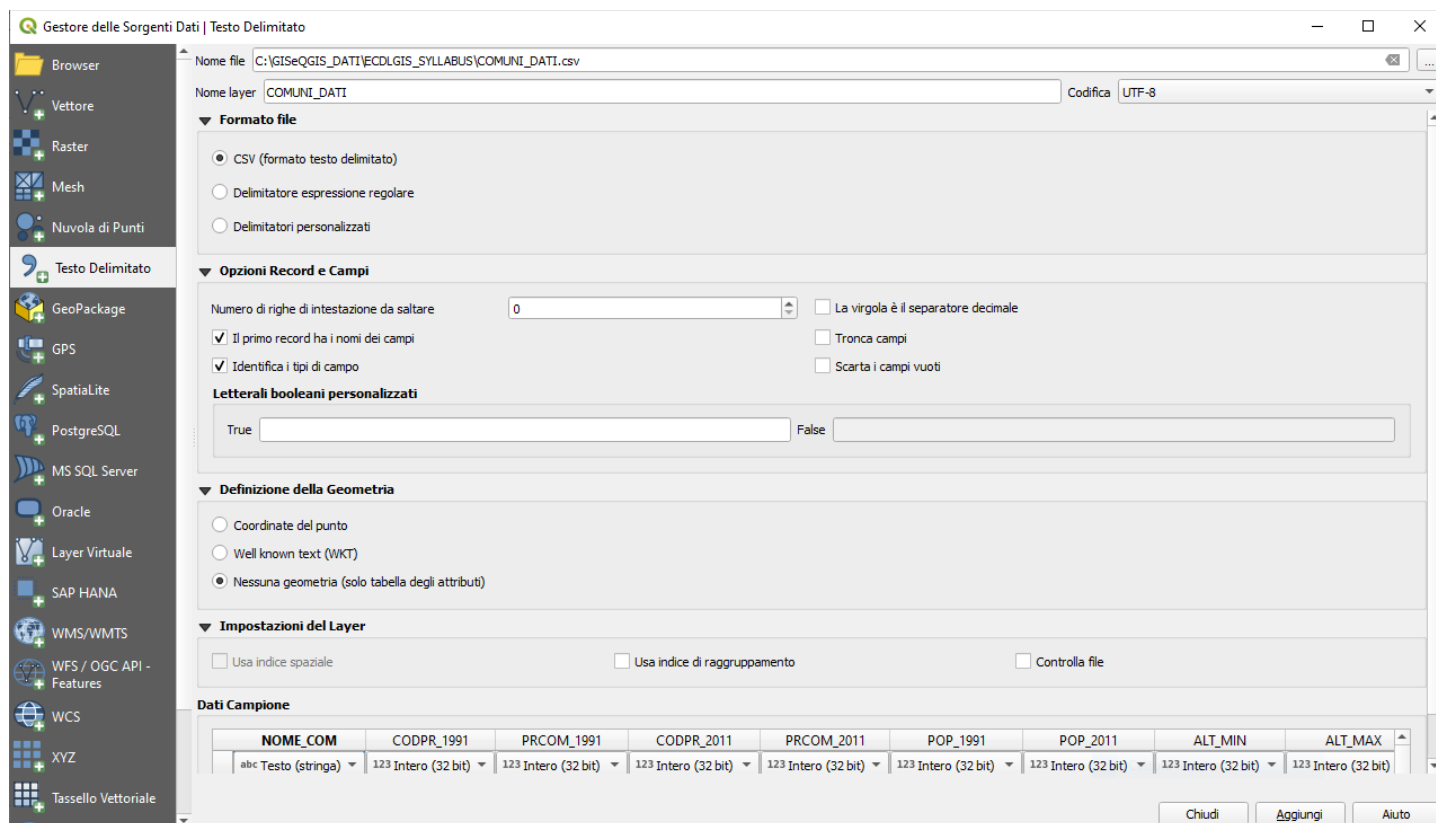 Gestore delle Sorgenti Dati | Testo Delimitato
Browser
Vettore
Raster
Mesh
Nuvola di Punti
Testo Delimitato
GeoPackage
GPS
SpatiaLite
PostgreSQL
MS SQL Server
Oracle
Layer Virtuale
SAP HANA
WMS/WMTS
WFS / OGC API -
Features
WCS
XYZ
Tassello Vettoriale
Nome file C:\GISeQGIS_DATI\ECDLGIS_SYLLABUS\COMUNI_DATI.csv ...
Nome layer COMUNI_DATI Codifica UTF-8
Formato file
CSV (formato testo delimitato)
Delimitatore espressione regolare
Delimitatori personalizzati
Opzioni Record e Campi
Numero di righe di intestazione da saltare 0 La virgola è il separatore decimale
Il primo record ha i nomi dei campi Tronca campi
Identifica i tipi di campo Scarta i campi vuoti
Letterali booleani personalizzati
True False
Definizione della Geometria
Coordinate del punto
Well known text (WKT)
Nessuna geometria (solo tabella degli attributi)
Impostazioni del Layer
Usa indice spaziale Usa indice di raggruppamento Controlla file
Dati Campione
NOME_COM CODPR_1991 PRCOM_1991 CODPR_2011 PRCOM_2011 POP_1991 POP_2011 ALT_MIN ALT_MAX
abc Testo (stringa) 123 Intero (32 bit) 123 Intero (32 bit) 123 Intero (32 bit) 123 Intero (32 bit) 123 Intero (32 bit) 123 Intero (32 bit) 123 Intero (32 bit) 123 Intero (32 bit)
Chiudi Aggiungi Aiuto